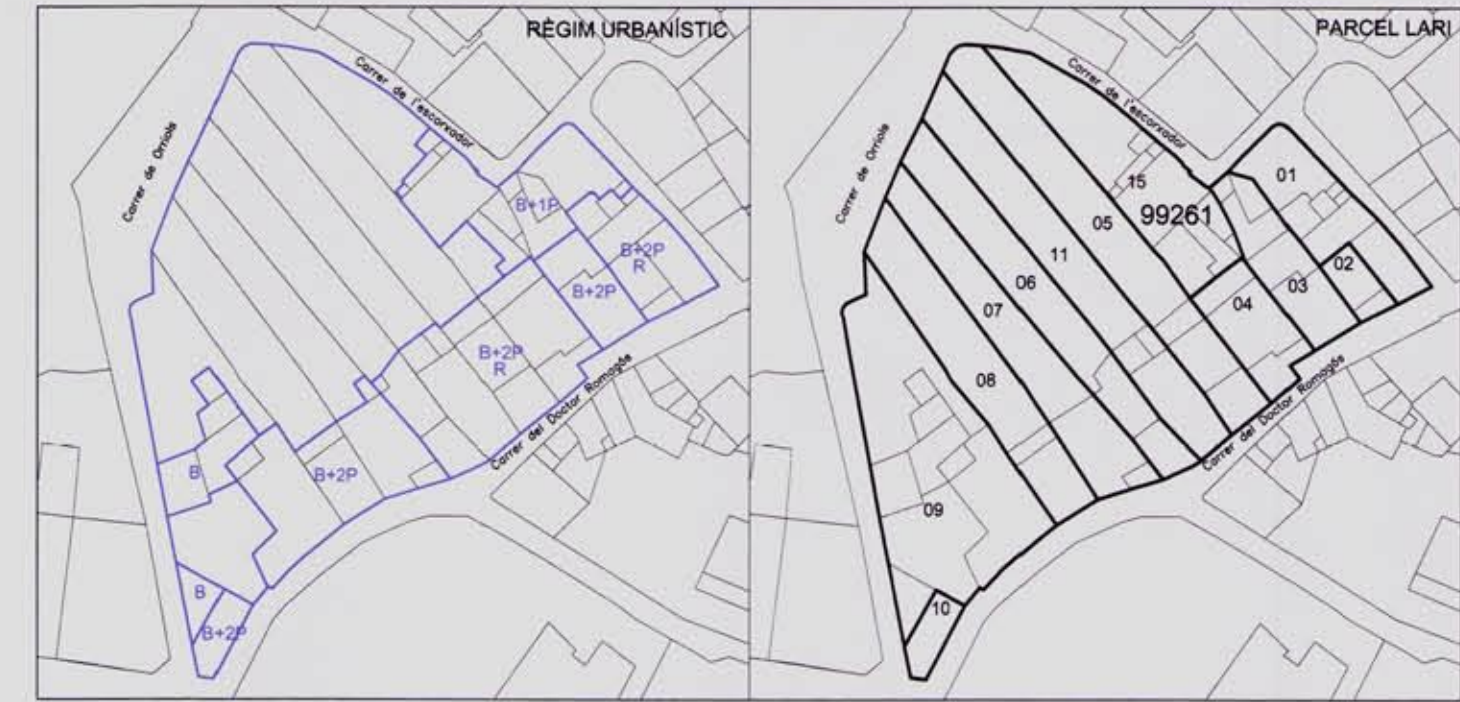 RÈGIM URBANÍSTIC
Carrer de l'escorxador
Carrer de Orriols
B+1P
B+2P
R
B+2P
B+2P
R
B
B+2P
B
B+2P
Carrer del Doctor Romagós
PARCEL LARI
Carrer de l'escorxador
Carrer de Orriols
15
01
99261
05
11
02
03
06
04
07
08
09
10
Carrer del Doctor Romagós